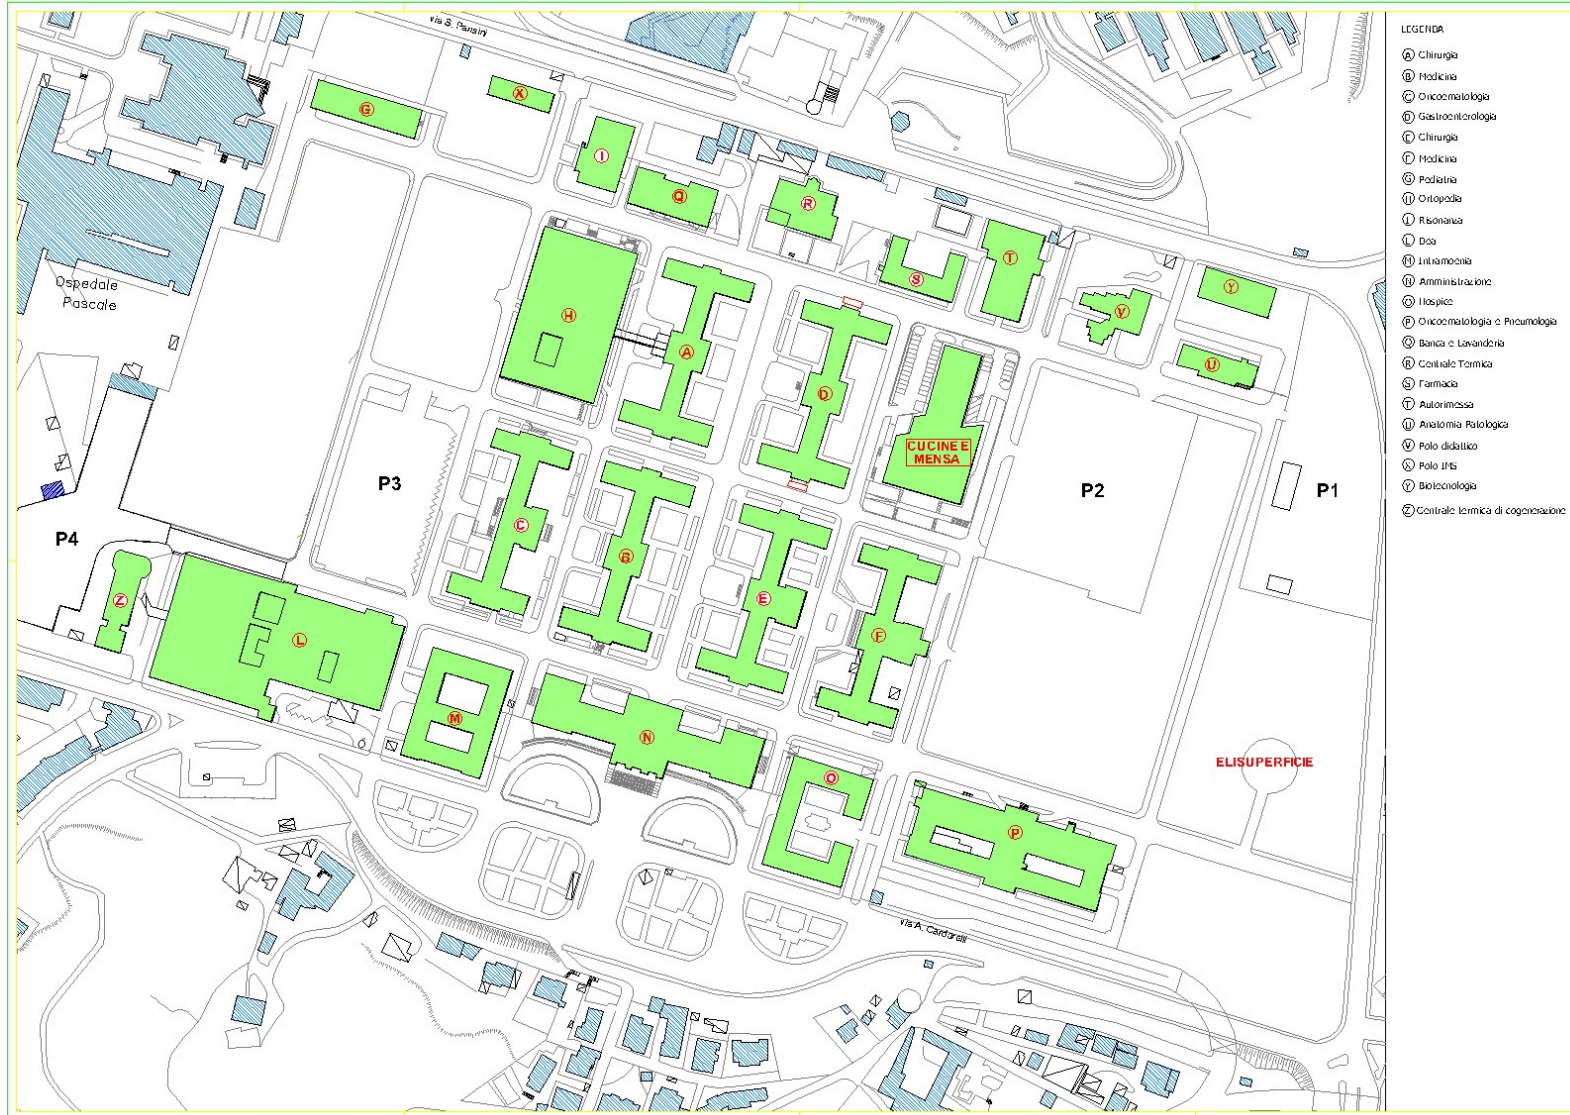 Via S. Pansini
LEGENDA
A Chirurgia
B Medicina
C Oncoematologia
D Gastroenterologia
E Chirurgia
F Medicina
G Pediatria
H Ortopedia
I Risonanza
L Dea
M Intramoenia
N Amministrazione
O Hospice
P Oncoematologia e Pneumologia
Q Banca e Lavanderia
R Centrale Termica
S Farmacia
T Autorimessa
U Anatomia Patologica
V Polo didattico
X Polo IMS
Y Biotecnologia
Z Centrale termica di cogenerazione
X
G
I
Q
R
T
S
Y
V
U
Ospedale
Pascale
H
A
D
CUCINE E
MENSA
P3
P2
P1
C
P4
B
E
Z
F
L
M
N
ELISUPERFICIE
O
P
Via A. Cardarelli